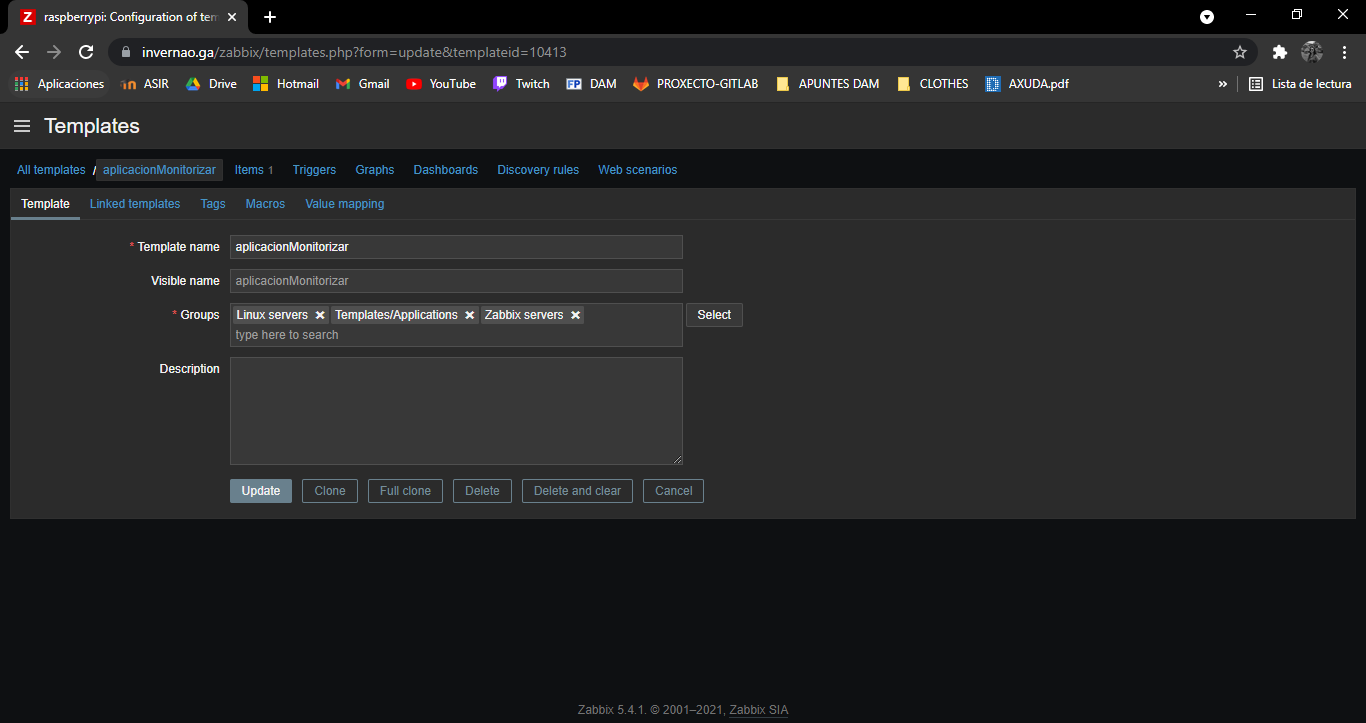 Z raspberrypi: Configuration of tem
invernao.ga/zabbix/templates.php?form=update&templateid=10413
Aplicaciones ASIR Drive Hotmail Gmail YouTube Twitch FP DAM PROXECTO-GITLAB APUNTES DAM CLOTHES AXUDA.pdf » Lista de lectura
Templates
All templates / aplicacionMonitorizar Items 1 Triggers Graphs Dashboards Discovery rules Web scenarios
Template Linked templates Tags Macros Value mapping
* Template name aplicacionMonitorizar
Visible name aplicacionMonitorizar
* Groups Linux servers Templates/Applications Zabbix servers Select
type here to search
Description
Update Clone Full clone Delete Delete and clear Cancel
Zabbix 5.4.1. © 2001–2021, Zabbix SIA